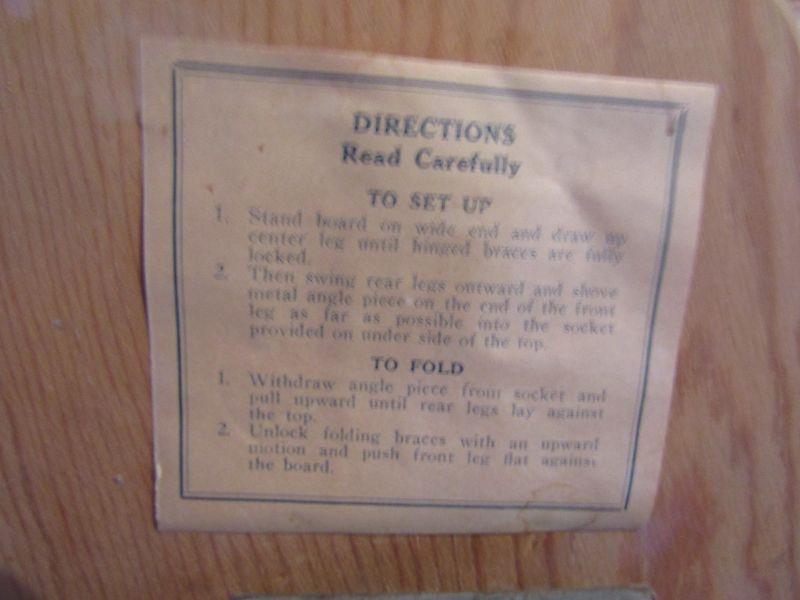 DIRECTIONS
Read Carefully
TO SET UP
1. Stand board on wide end and draw up
center leg until hinged braces are fully
locked.
2. Then swing rear legs outward and shove
metal angle piece on the end of the front
leg as far as possible into the socket
provided on under side of the top.
TO FOLD
1. Withdraw angle piece from socket and
pull upward until rear legs lay against
the top.
2. Unlock folding braces with an upward
motion and push front leg flat against
the board.